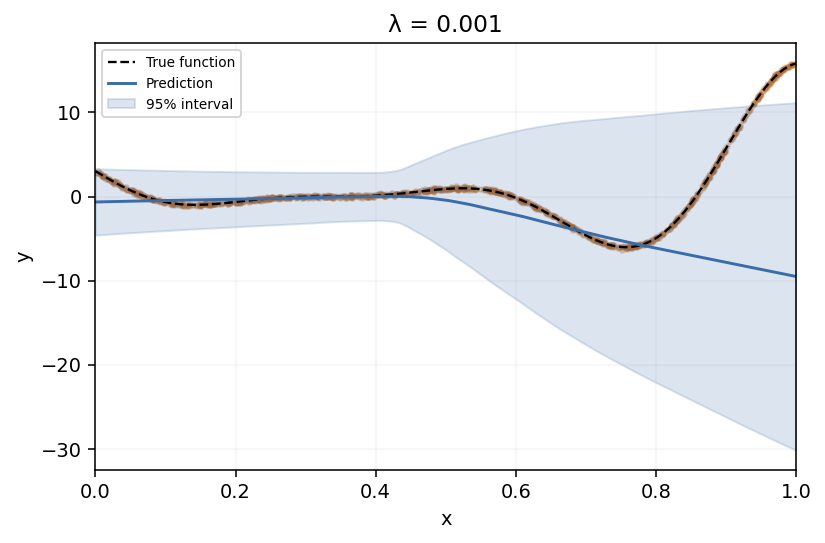 λ = 0.001
True function
Prediction
95% interval
10
0
−10
−20
−30
y
0.0 0.2 0.4 0.6 0.8 1.0
x